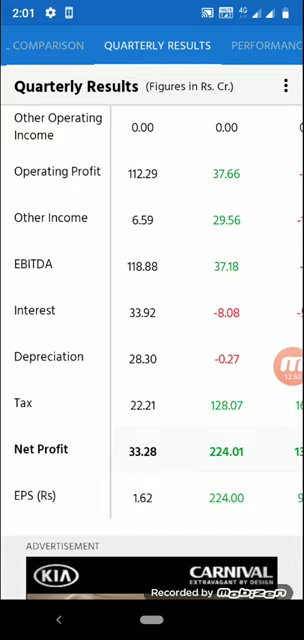 2:01 4G
COMPARISON QUARTERLY RESULTS PERFORMANC
Quarterly Results (Figures in Rs. Cr.)
Other Operating
Income 0.00 0.00
Operating Profit 112.29 37.66
Other Income 6.59 29.56
EBITDA 118.88 37.18
Interest 33.92 -8.08
Depreciation 28.30 -0.27
Tax 22.21 128.07
Net Profit 33.28 224.01
EPS (Rs) 1.62 224.00
ADVERTISEMENT
KIA CARNIVAL
EXTRAVAGANT BY DESIGN
Recorded by mobizen